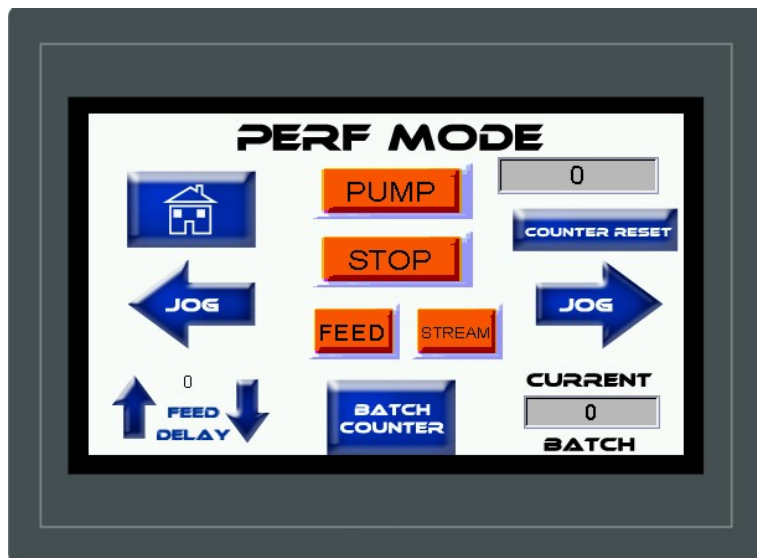 PERF MODE
PUMP
0
COUNTER RESET
STOP
JOG
JOG
FEED
STREAM
0
FEED
DELAY
BATCH
COUNTER
CURRENT
0
BATCH